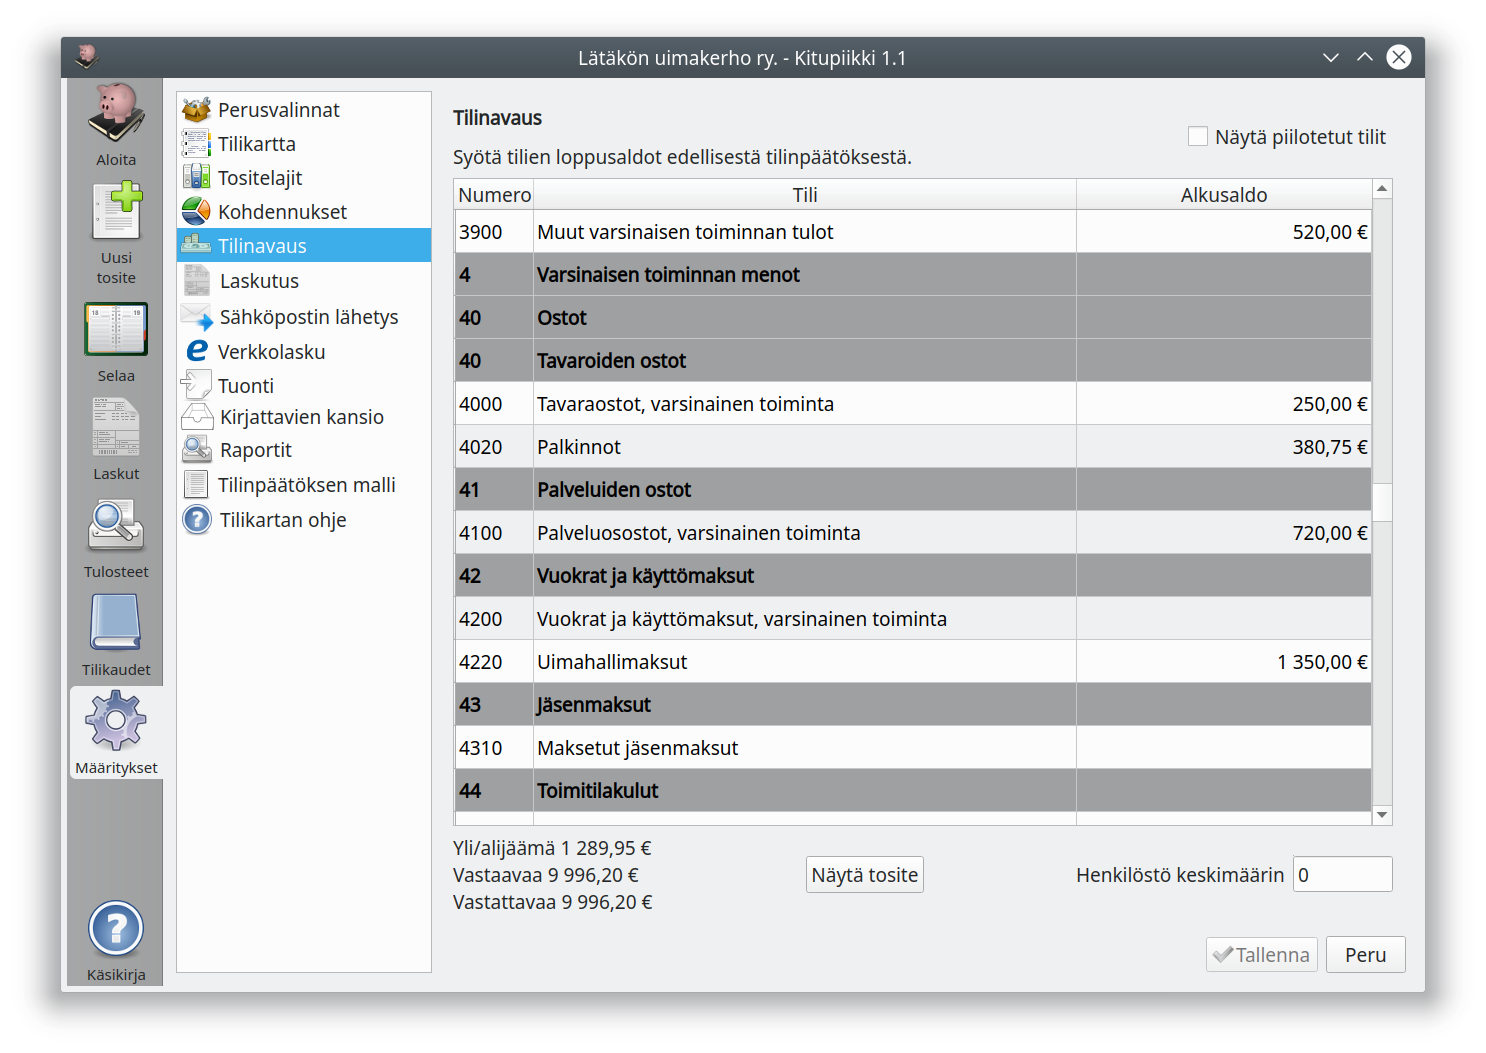 Lätäkön uimakerho ry. - Kitupiikki 1.1
Aloita
Uusi
tosite
Selaa
Laskut
Tulosteet
Tilikaudet
Määritykset
Käsikirja
Perusvalinnat
Tilikartta
Tositelajit
Kohdennukset
Tilinavaus
Laskutus
Sähköpostin lähetys
Verkkolasku
Tuonti
Kirjattavien kansio
Raportit
Tilinpäätöksen malli
Tilikartan ohje
Tilinavaus
Näytä piilotetut tilit
Syötä tilien loppusaldot edellisestä tilinpäätöksestä.
Numero Tili Alkusaldo
3900 Muut varsinaisen toiminnan tulot 520,00 €
4 Varsinaisen toiminnan menot
40 Ostot
40 Tavaroiden ostot
4000 Tavaraostot, varsinainen toiminta 250,00 €
4020 Palkinnot 380,75 €
41 Palveluiden ostot
4100 Palveluosostot, varsinainen toiminta 720,00 €
42 Vuokrat ja käyttömaksut
4200 Vuokrat ja käyttömaksut, varsinainen toiminta
4220 Uimahallimaksut 1 350,00 €
43 Jäsenmaksut
4310 Maksetut jäsenmaksut
44 Toimitilakulut
Yli/alijäämä 1 289,95 €
Vastaavaa 9 996,20 €
Vastattavaa 9 996,20 €
Näytä tosite
Henkilöstö keskimäärin 0
Tallenna
Peru